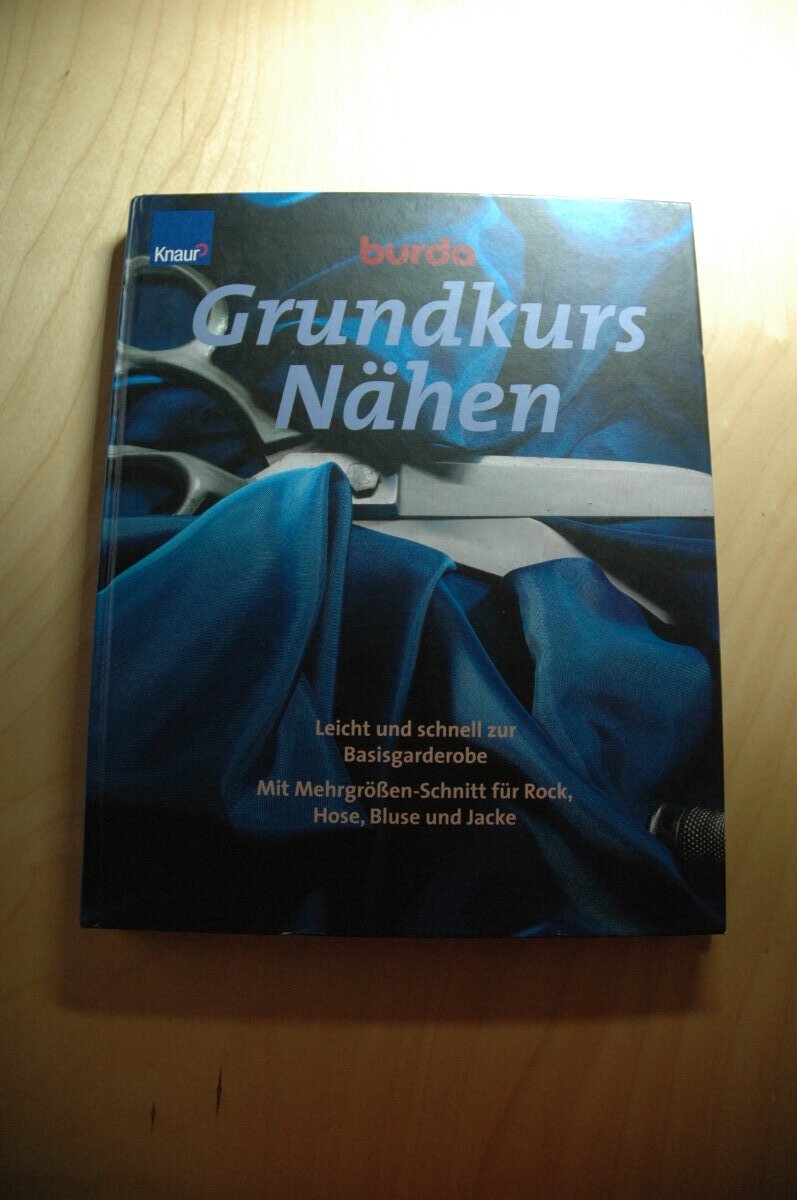 Knaur
burda
Grundkurs
Nähen
Leicht und schnell zur
Basisgarderobe
Mit Mehrgrößen-Schnitt für Rock,
Hose, Bluse und Jacke